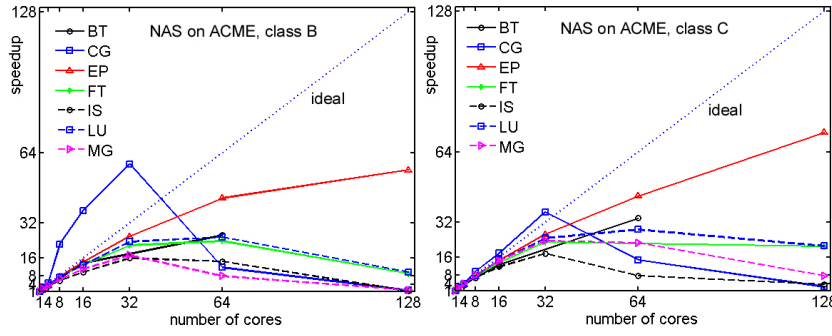 NAS on ACME, class B
speedup
128
64
32
16
8
4
1
BT
CG
EP
FT
IS
LU
MG
ideal
1 4 8 16 32 64 128
number of cores
NAS on ACME, class C
speedup
128
64
32
16
8
4
1
BT
CG
EP
FT
IS
LU
MG
ideal
1 4 8 16 32 64 128
number of cores